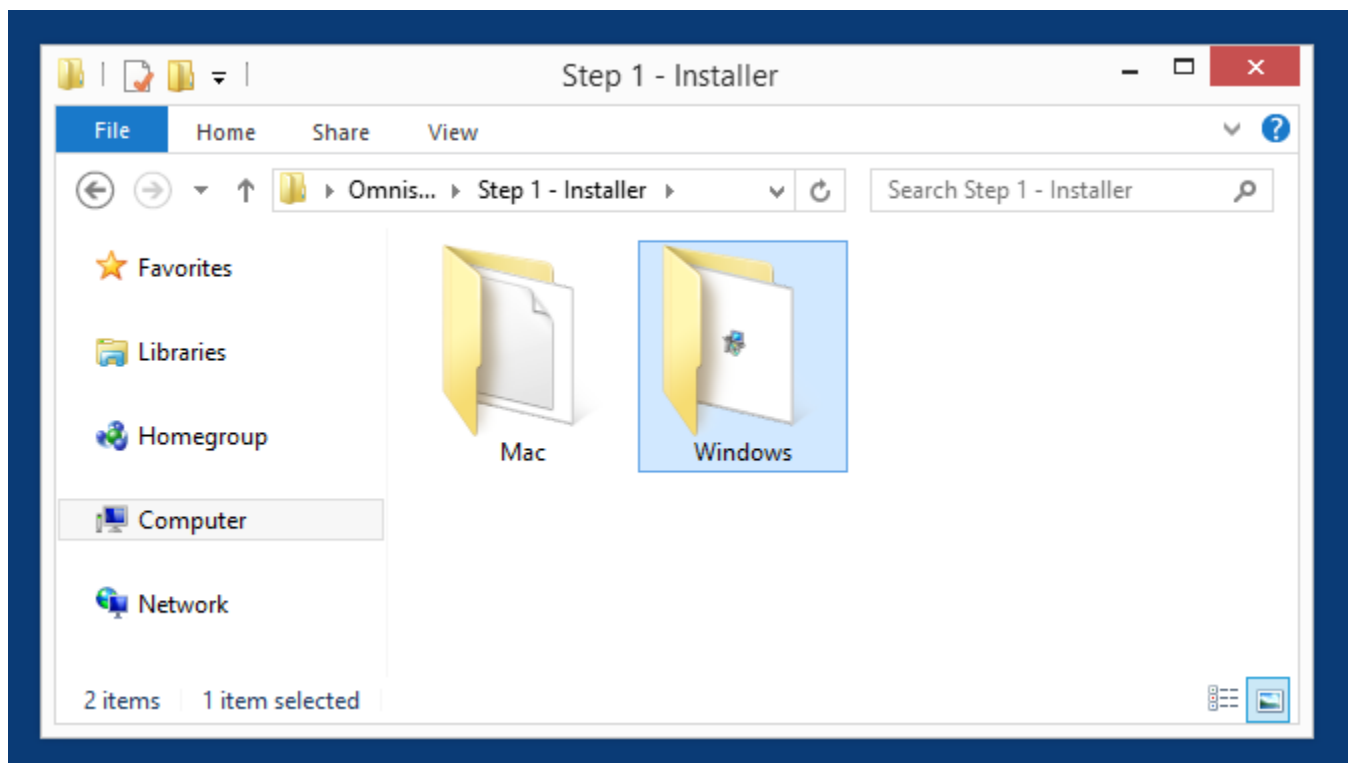 Step 1 - Installer
File Home Share View
Omnis... Step 1 - Installer Search Step 1 - Installer
Favorites
Libraries
Homegroup
Computer
Network
Mac Windows
2 items 1 item selected